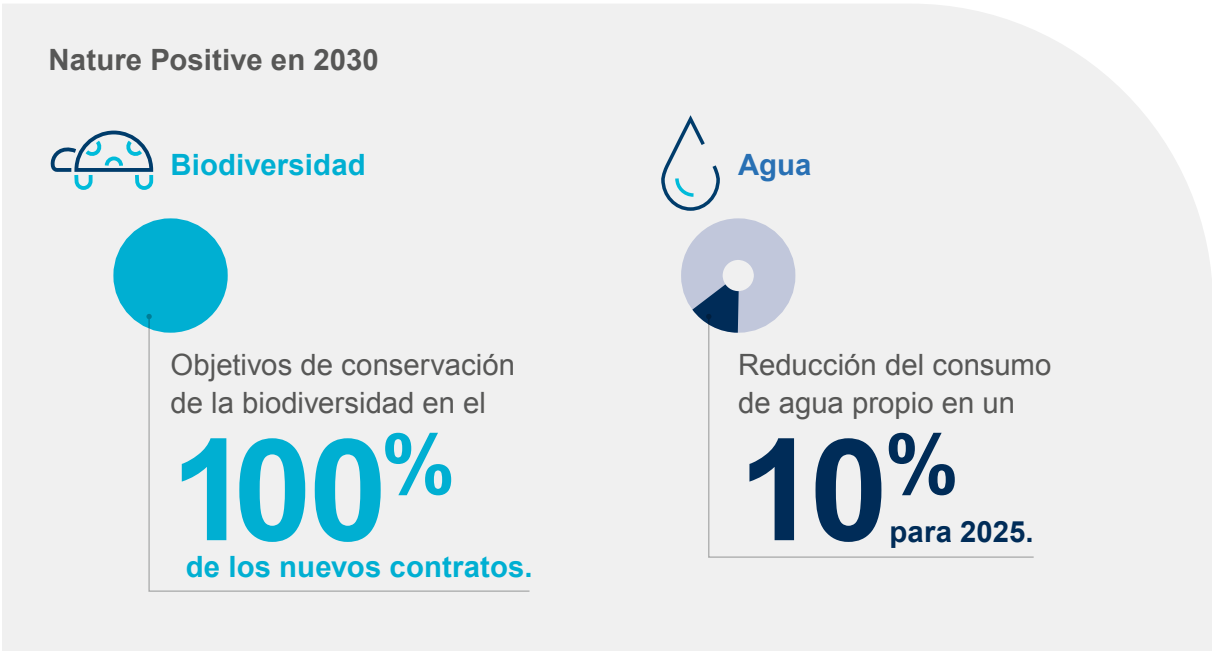 Nature Positive en 2030
Biodiversidad
Objetivos de conservación
de la biodiversidad en el
100%
de los nuevos contratos.
Agua
Reducción del consumo
de agua propio en un
10%
para 2025.